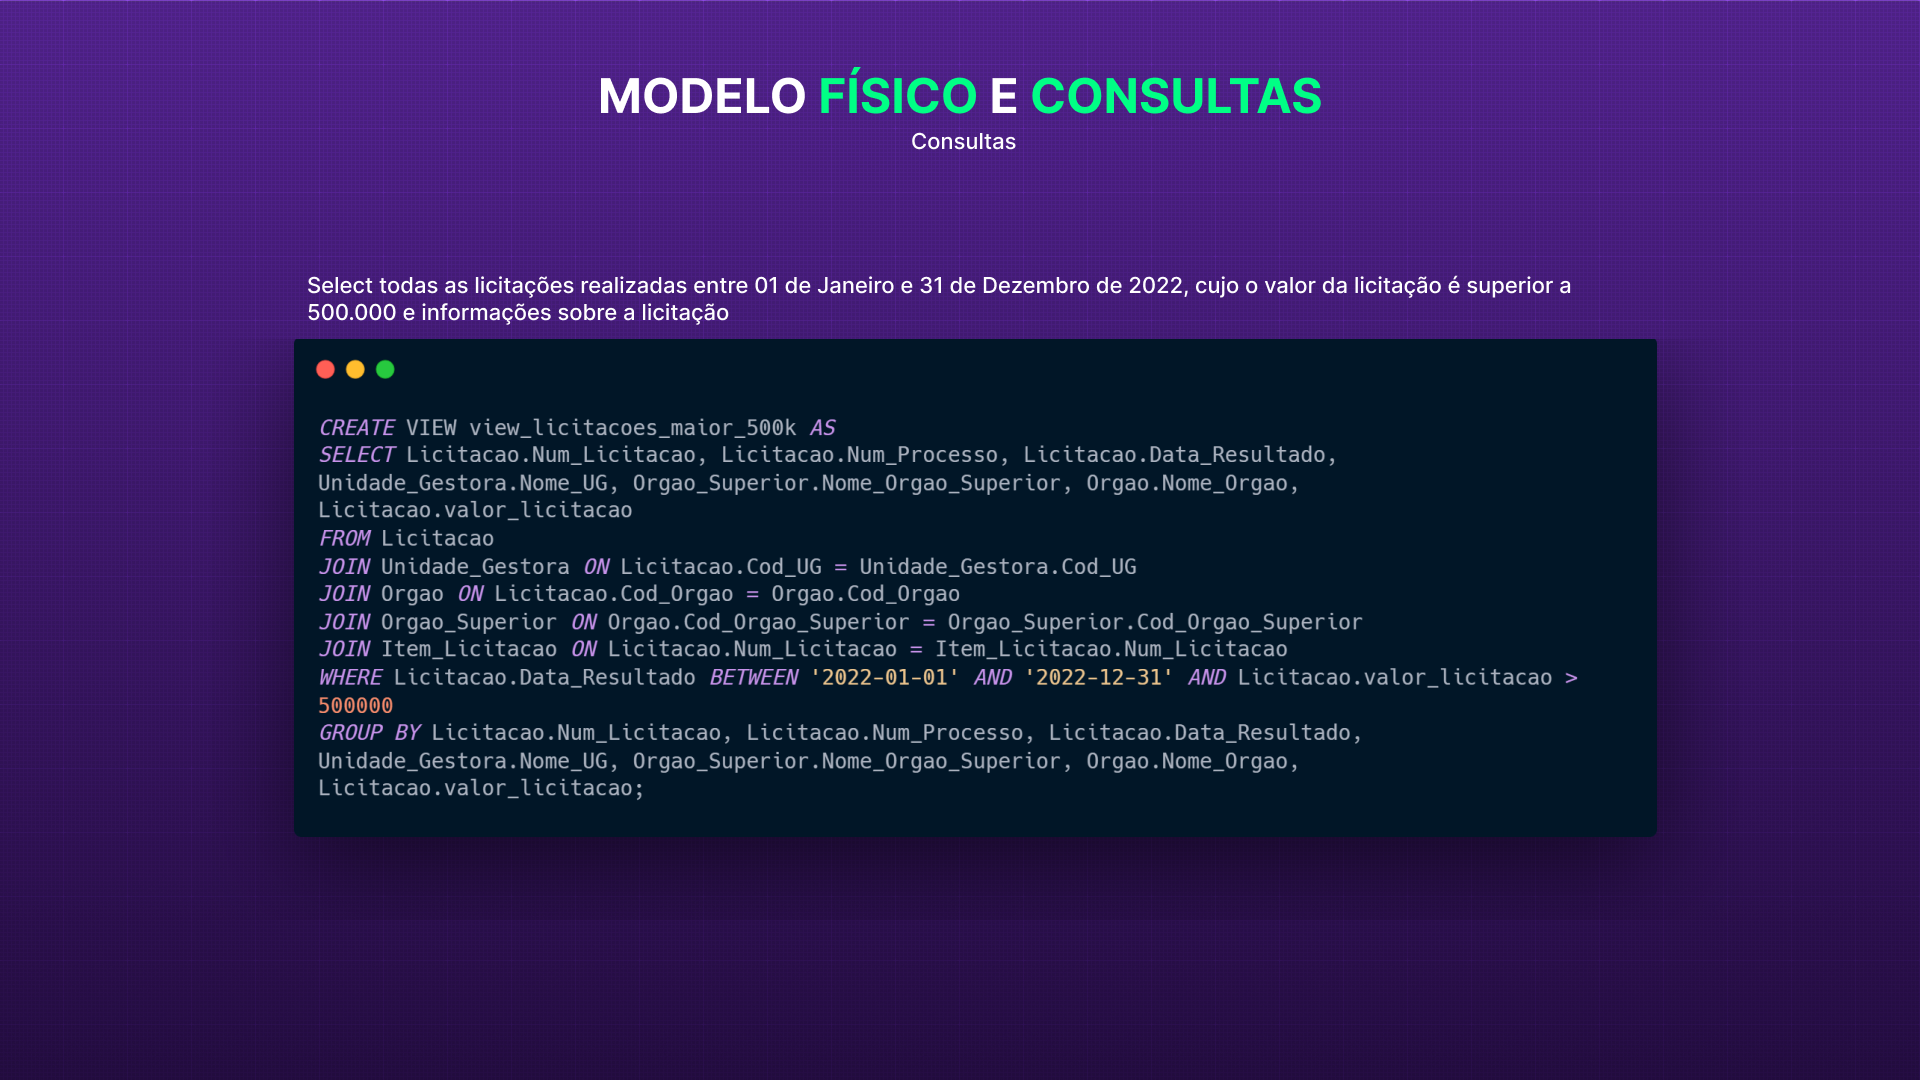 MODELO FÍSICO E CONSULTAS
Consultas
Select todas as licitações realizadas entre 01 de Janeiro e 31 de Dezembro de 2022, cujo o valor da licitação é superior a
500.000 e informações sobre a licitação
CREATE VIEW view_licitacoes_maior_500k AS
SELECT Licitacao.Num_Licitacao, Licitacao.Num_Processo, Licitacao.Data_Resultado,
Unidade_Gestora.Nome_UG, Orgao_Superior.Nome_Orgao_Superior, Orgao.Nome_Orgao,
Licitacao.valor_licitacao
FROM Licitacao
JOIN Unidade_Gestora ON Licitacao.Cod_UG = Unidade_Gestora.Cod_UG
JOIN Orgao ON Licitacao.Cod_Orgao = Orgao.Cod_Orgao
JOIN Orgao_Superior ON Orgao.Cod_Orgao_Superior = Orgao_Superior.Cod_Orgao_Superior
JOIN Item_Licitacao ON Licitacao.Num_Licitacao = Item_Licitacao.Num_Licitacao
WHERE Licitacao.Data_Resultado BETWEEN '2022-01-01' AND '2022-12-31' AND Licitacao.valor_licitacao >
500000
GROUP BY Licitacao.Num_Licitacao, Licitacao.Num_Processo, Licitacao.Data_Resultado,
Unidade_Gestora.Nome_UG, Orgao_Superior.Nome_Orgao_Superior, Orgao.Nome_Orgao,
Licitacao.valor_licitacao;